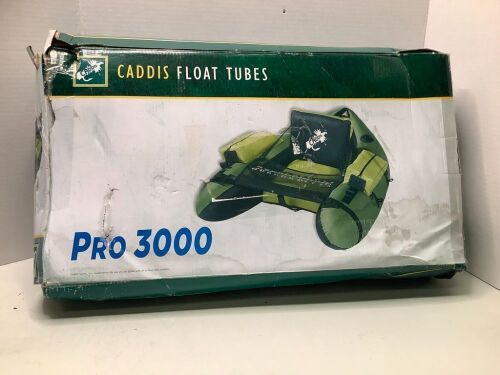 CADDIS FLOAT TUBES
PRO 3000